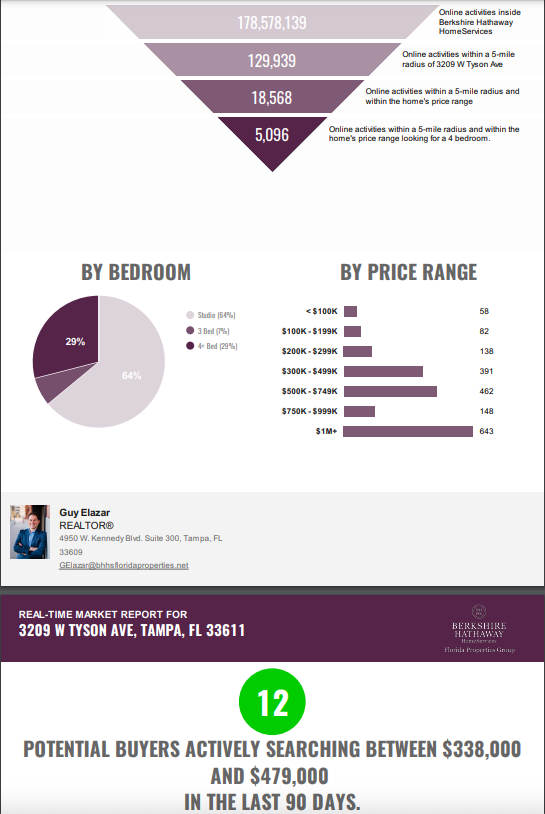 178,578,139
Online activities inside
Berkshire Hathaway
HomeServices
129,939
Online activities within a 5-mile
radius of 3209 W Tyson Ave
18,568
Online activities within a 5-mile radius and
within the home's price range
5,096
Online activities within a 5-mile radius and within the
home's price range looking for a 4 bedroom.
BY BEDROOM
29%
64%
Studio (64%)
3 Bed (7%)
4+ Bed (29%)
BY PRICE RANGE
< $100K 58
$100K - $199K 82
$200K - $299K 138
$300K - $499K 391
$500K - $749K 462
$750K - $999K 148
$1M+ 643
Guy Elazar
REALTOR®
4950 W. Kennedy Blvd. Suite 300, Tampa, FL
33609
GElazar@bhhsfloridaproperties.net
REAL-TIME MARKET REPORT FOR
3209 W TYSON AVE, TAMPA, FL 33611
BERKSHIRE
HATHAWAY
HomeServices
Florida Properties Group
12
POTENTIAL BUYERS ACTIVELY SEARCHING BETWEEN $338,000
AND $479,000
IN THE LAST 90 DAYS.